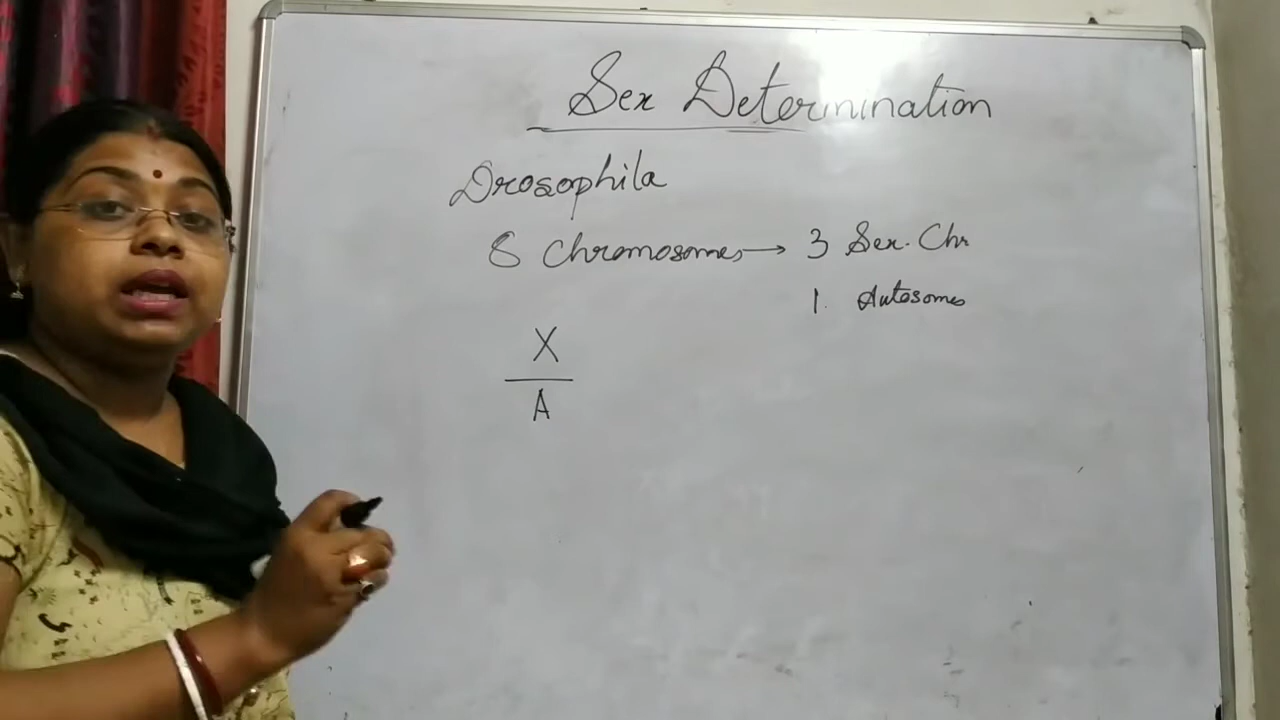 Sex Determination
Drosophila
8 Chromosomes → 3 Sex. Chr
1. Autosomes
X
A